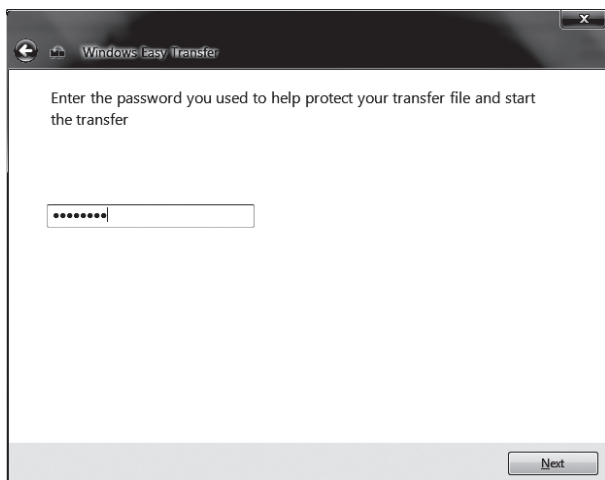 Windows Easy Transfer
Enter the password you used to help protect your transfer file and start
the transfer
••••••••
Next